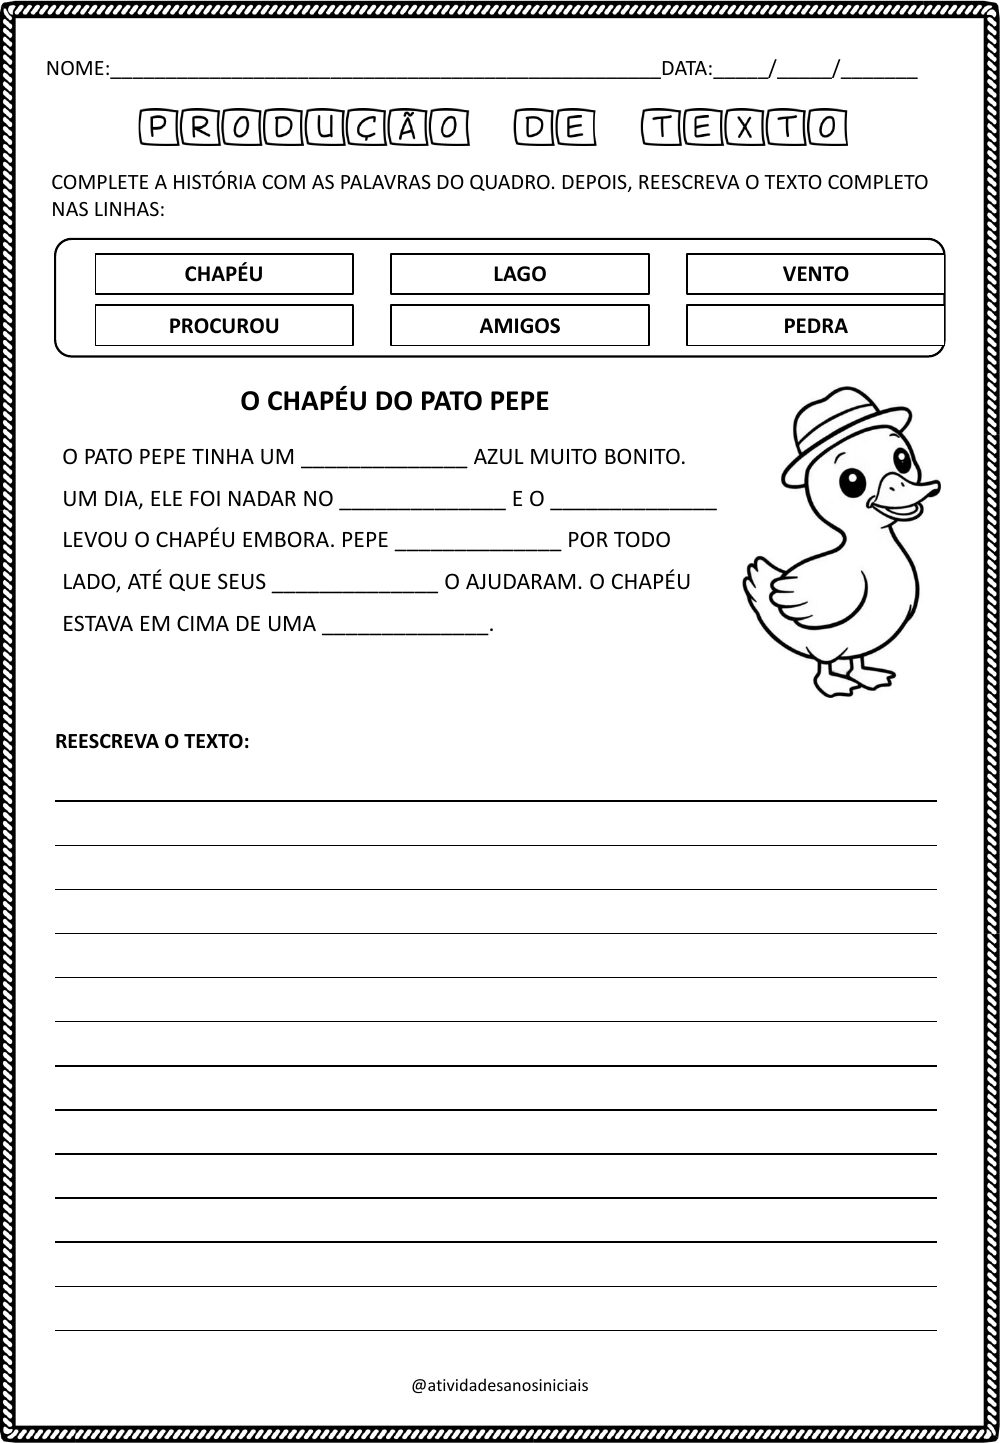 NOME:__________________________________________________DATA:_____/_____/_______
PRODUÇÃO DE TEXTO
COMPLETE A HISTÓRIA COM AS PALAVRAS DO QUADRO. DEPOIS, REESCREVA O TEXTO COMPLETO
NAS LINHAS:
CHAPÉU LAGO VENTO
PROCUROU AMIGOS PEDRA
O CHAPÉU DO PATO PEPE
O PATO PEPE TINHA UM ______________ AZUL MUITO BONITO.
UM DIA, ELE FOI NADAR NO ______________ E O ______________
LEVOU O CHAPÉU EMBORA. PEPE ______________ POR TODO
LADO, ATÉ QUE SEUS ______________ O AJUDARAM. O CHAPÉU
ESTAVA EM CIMA DE UMA ______________.
REESCREVA O TEXTO:
@atividadesanosiniciais